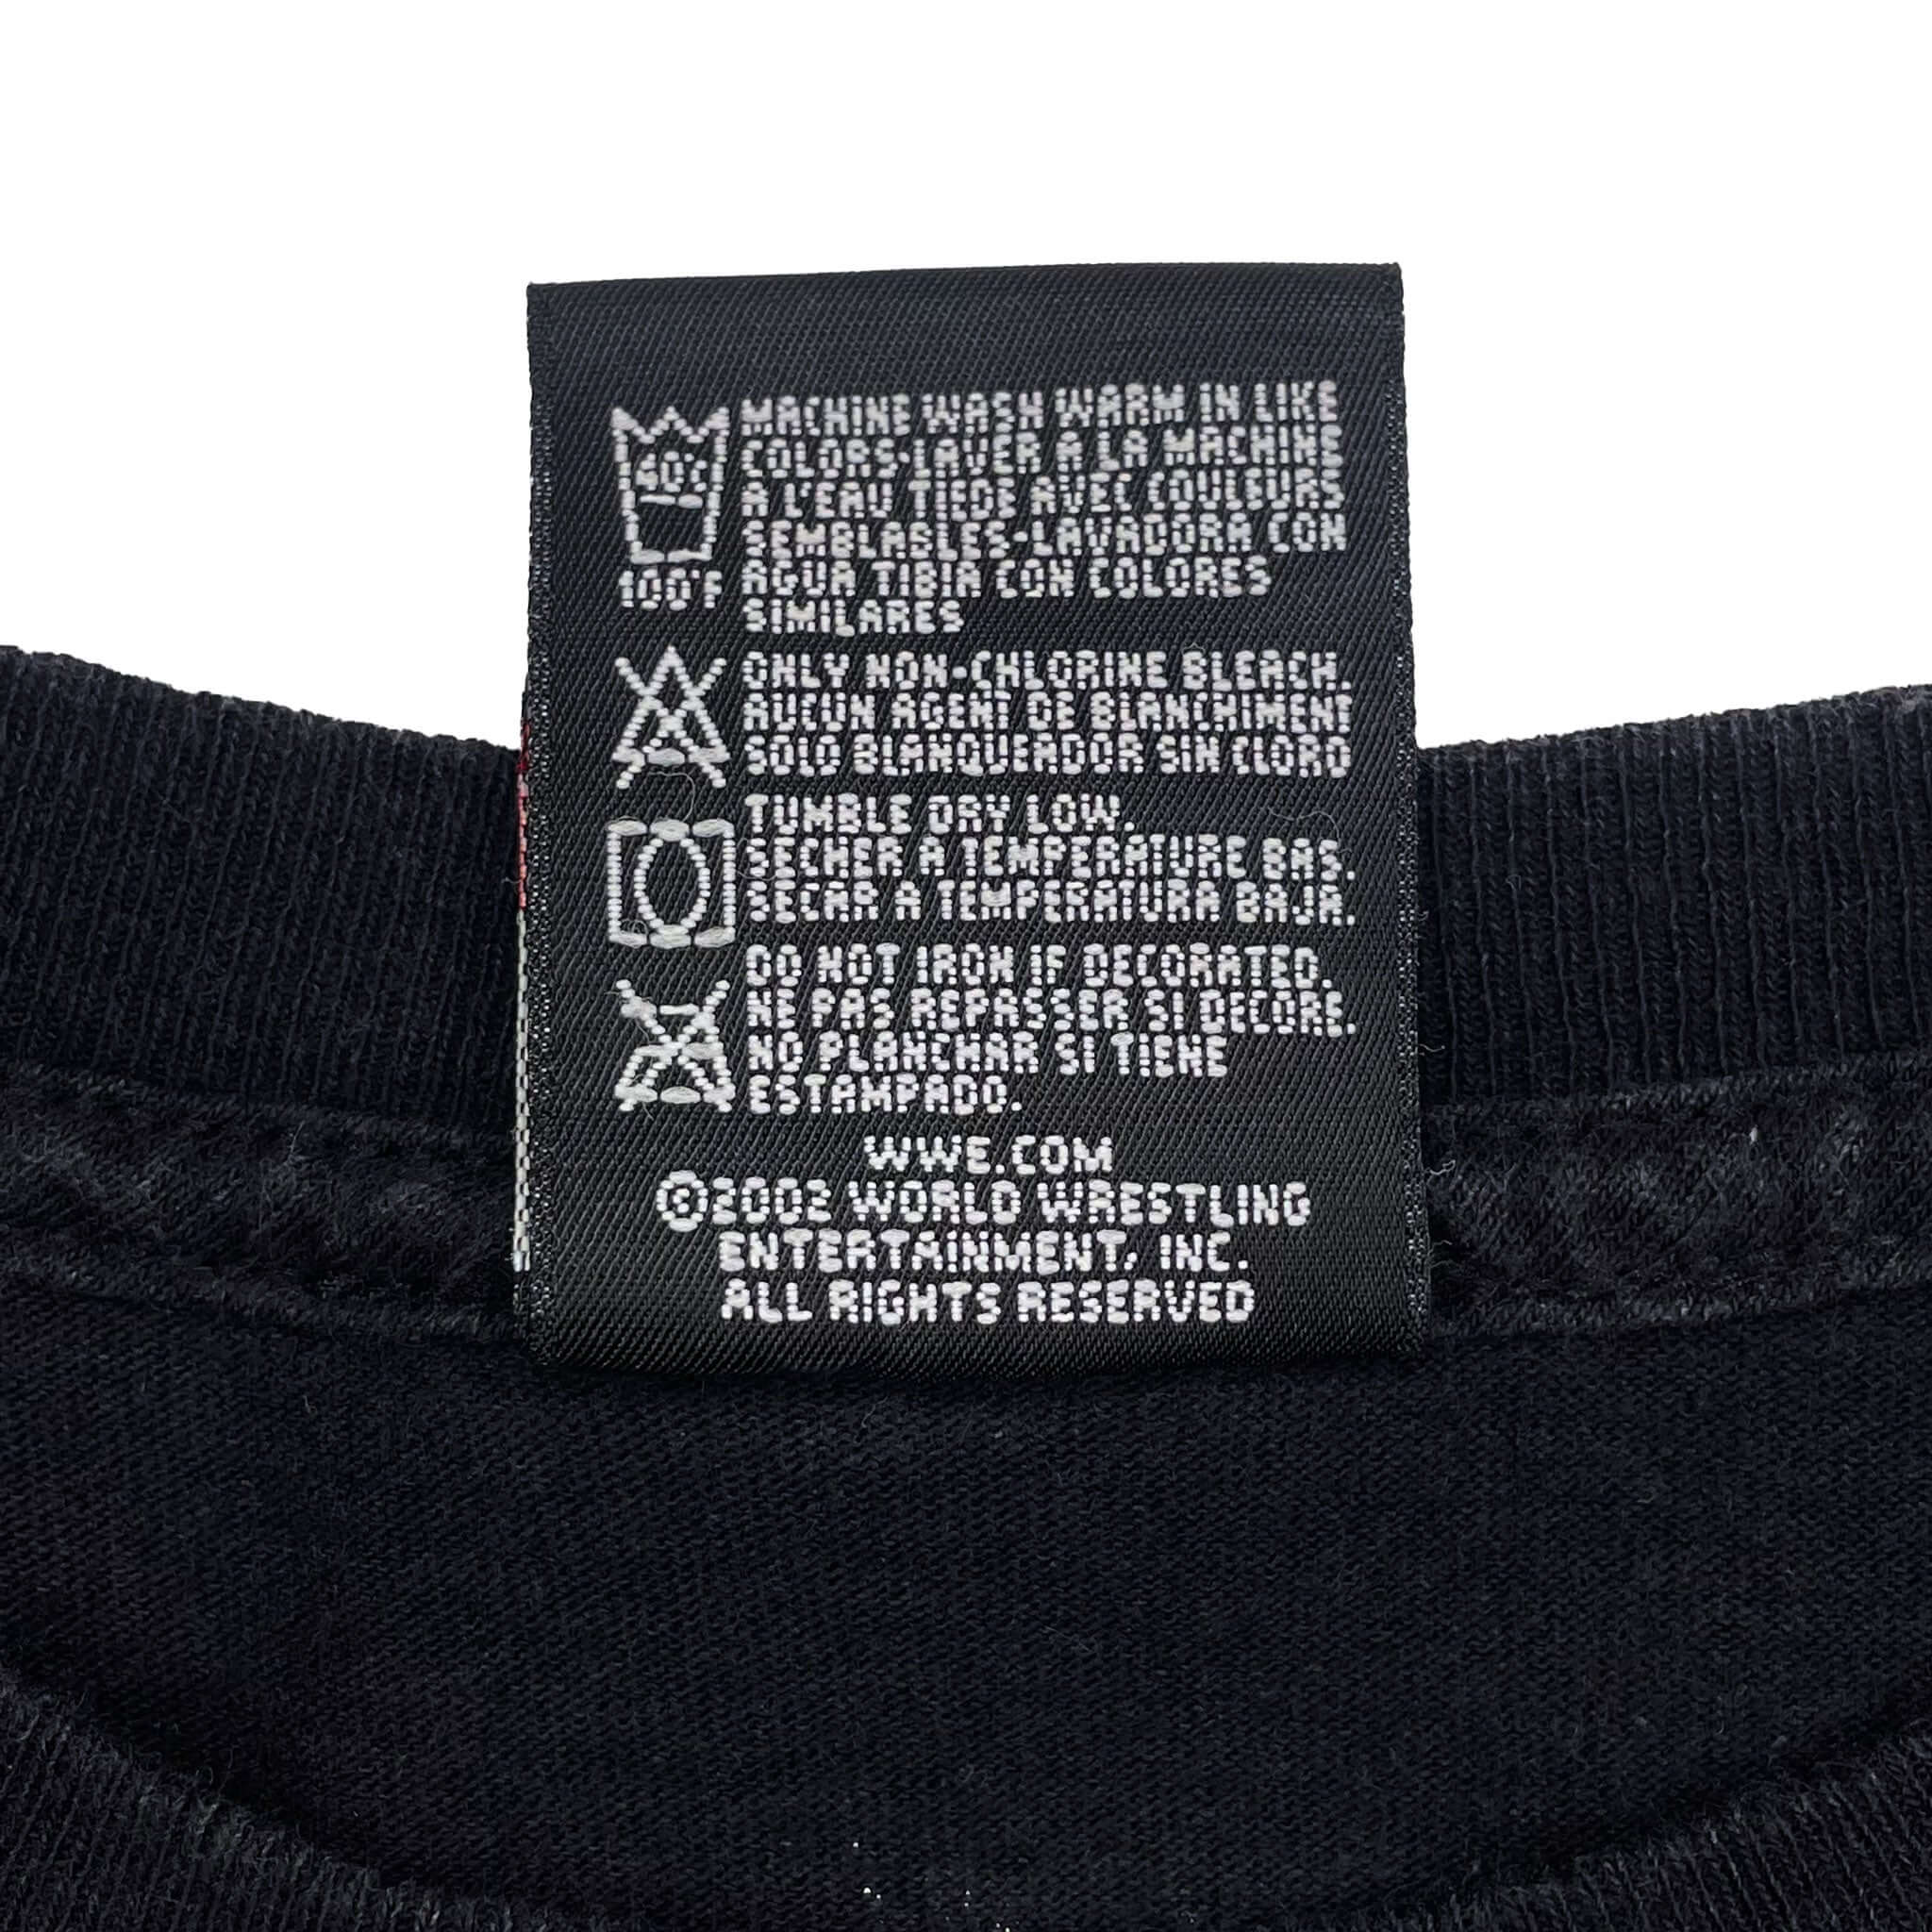 MACHINE WASH WARM IN LIKE
COLORS-LAVER A LA MACHINE
40°C
A L'EAU TIEDE AVEC COULEURS
SEMBLABLES-LAVADORA CON
AGUA TIBIA CON COLORES
100°F
SIMILARES
ONLY NON-CHLORINE BLEACH.
AUCUN AGENT DE BLANCHIMENT
SOLO BLANQUEADOR SIN CLORO
TUMBLE DRY LOW.
SECHER A TEMPERATURE BAS.
SECAR A TEMPERATURA BAJA.
DO NOT IRON IF DECORATED.
NE PAS REPASSER SI DECORE.
NO PLANCHAR SI TIENE
ESTAMPADO.
WWE.COM
©2002 WORLD WRESTLING
ENTERTAINMENT, INC.
ALL RIGHTS RESERVED